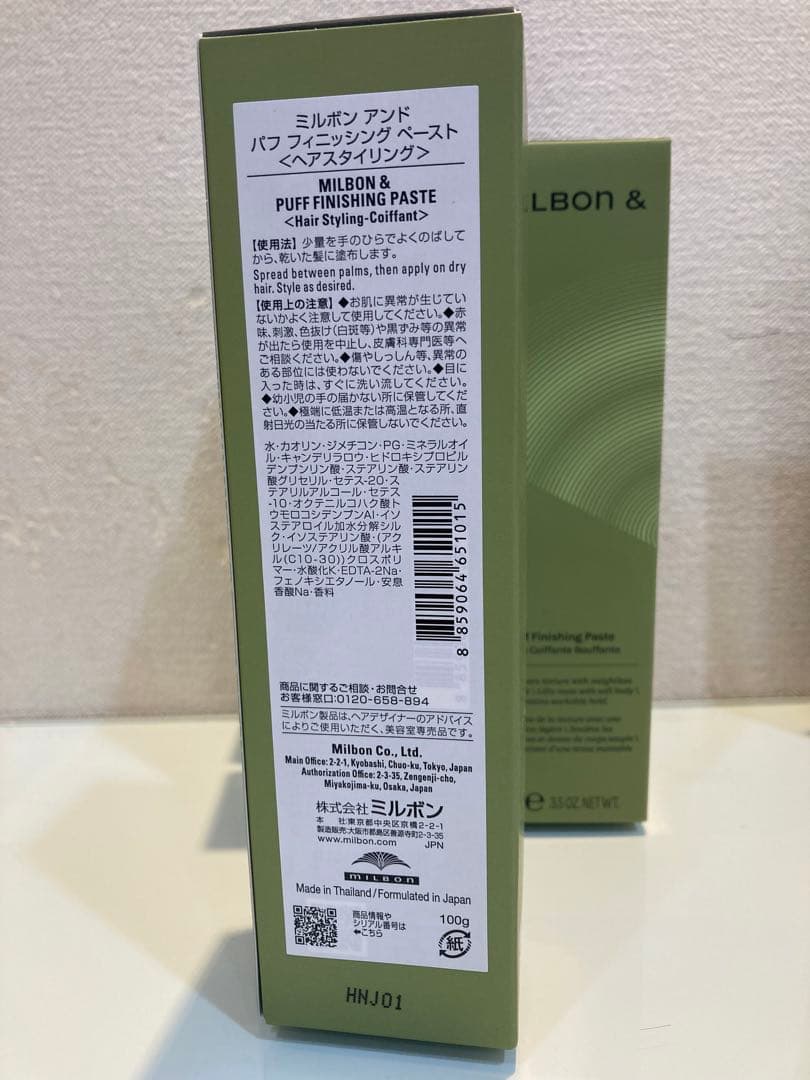 ミルボン アンド
パフ フィニッシング ペースト
<ヘアスタイリング>
MILBON &
PUFF FINISHING PASTE
<Hair Styling-Coiffant>
【使用法】少量を手のひらでよくのばして
から、乾いた髪に塗布します。
Spread between palms, then apply on dry
hair. Style as desired.
【使用上の注意】◆お肌に異常が生じてい
ないかよく注意して使用してください。◆赤
味、刺激、色抜け(白斑等)や黒ずみ等の異常
が出たら使用を中止し、皮膚科専門医等へ
ご相談ください。◆傷やしっしん等、異常の
ある部位には使わないでください。◆目に
入った時は、すぐに洗い流してください。
◆幼小児の手の届かない所に保管してくだ
さい。◆極端に低温または高温となる所、直
射日光の当たる所に保管しないでください。
水・カオリン・ジメチコン・PG・ミネラルオイ
ル・キャンデリラロウ・ヒドロキシプロピル
デンプンリン酸・ステアリン酸・ステアリン
酸グリセリル・セテス-20・ス
テアリルアルコール・セテス
-10・オクテニルコハク酸ト
ウモロコシデンプンAl・イソ
ステアロイル加水分解シル
ク・イソステアリン酸・(アク
リレーツ/アクリル酸アルキ
ル(C10-30))クロスポリ
マー・水酸化K・EDTA-2Na・
フェノキシエタノール・安息
香酸Na・香料
8 859064 651015
商品に関するご相談・お問合せ
お客様窓口:0120-658-894
ミルボン製品は、ヘアデザイナーのアドバイス
によりご使用いただく、美容室専売品です。
Milbon Co., Ltd.
Main Office: 2-2-1, Kyobashi, Chuo-ku, Tokyo, Japan
Authorization Office: 2-3-35, Zengenji-cho,
Miyakojima-ku, Osaka, Japan
株式会社 ミルボン
本 社:東京都中央区京橋2-2-1
製造販売:大阪市都島区善源寺町2-3-35
www.milbon.com JPN
MILBON
Made in Thailand/Formulated in Japan
商品情報や
シリアル番号は
←こちら
100g
紙
HNJ01
LBON &
Finishing Paste
Coiffante Bouffante
texture with weightless
with soft body
workable hold.
de la texture avec une
et donne du corps souple
d'une tenue
e 3.5 OZ. NET WT.